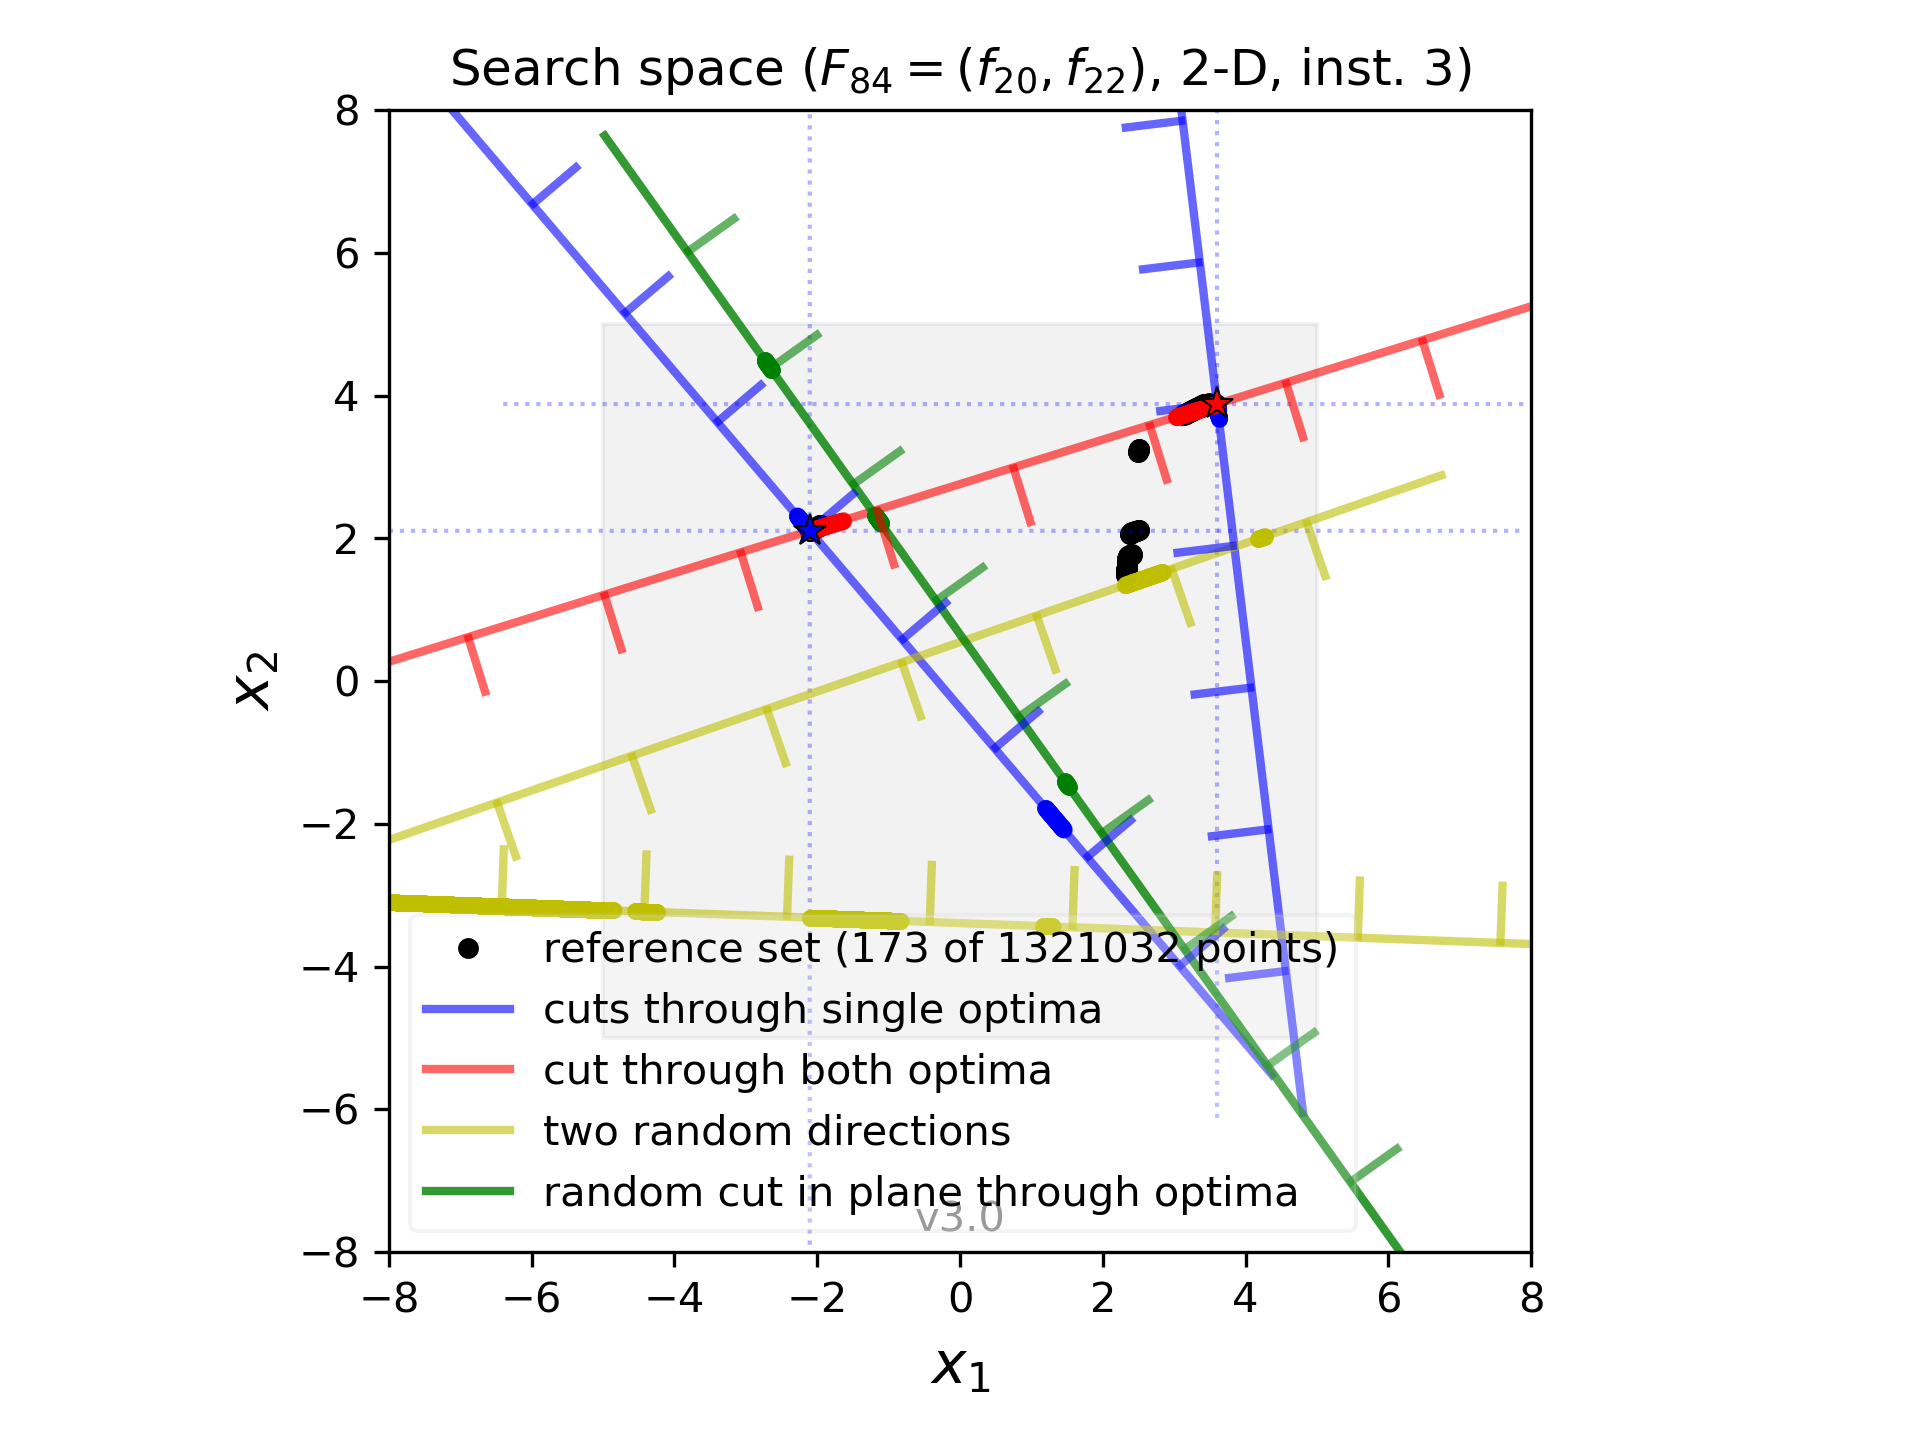 Search space (F84 = (f20, f22), 2-D, inst. 3)
8
6
4
2
0
−2
−4
−6
−8
x2
reference set (173 of 1321032 points)
cuts through single optima
cut through both optima
two random directions
random cut in plane through optima
v3.0
−8 −6 −4 −2 0 2 4 6 8
x1